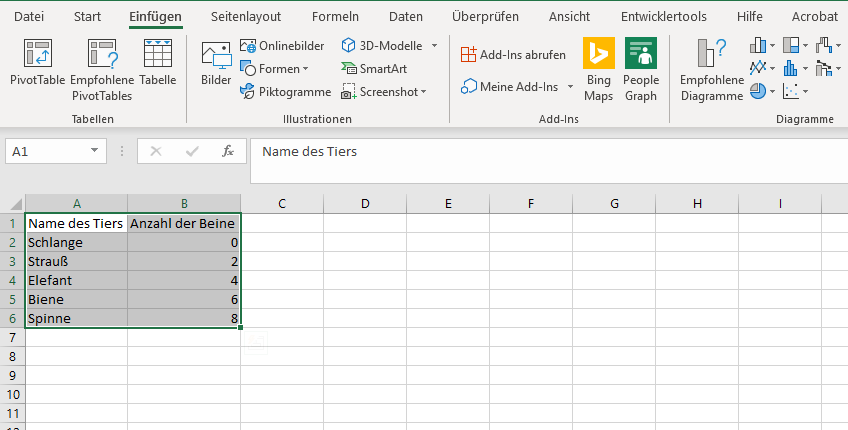 Datei Start Einfügen Seitenlayout Formeln Daten Überprüfen Ansicht Entwicklertools Hilfe Acrobat
PivotTable Empfohlene PivotTables Tabelle
Tabellen
Bilder
Onlinebilder
Formen
Piktogramme
3D-Modelle
SmartArt
Screenshot
Illustrationen
Add-Ins abrufen
Meine Add-Ins
Bing Maps
People Graph
Add-Ins
Empfohlene Diagramme
Diagramme
A1 fx Name des Tiers
A B C D E F G H I
1 Name des Tiers Anzahl der Beine
2 Schlange 0
3 Strauß 2
4 Elefant 4
5 Biene 6
6 Spinne 8
7
8
9
10
11